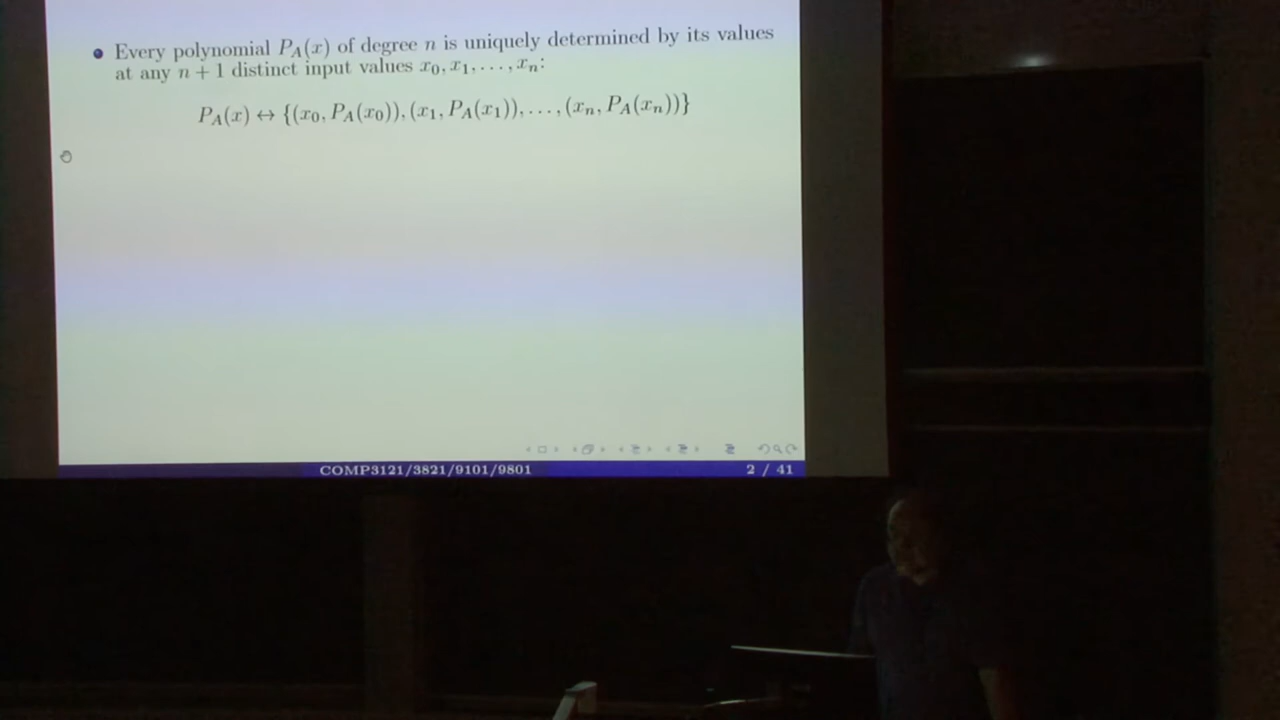 Every polynomial P_A(x) of degree n is uniquely determined by its values
at any n + 1 distinct input values x_0, x_1, . . . , x_n:
P_A(x) ↔ {(x_0, P_A(x_0)), (x_1, P_A(x_1)), . . . , (x_n, P_A(x_n))}
COMP3121/3821/9101/9801 2 / 41